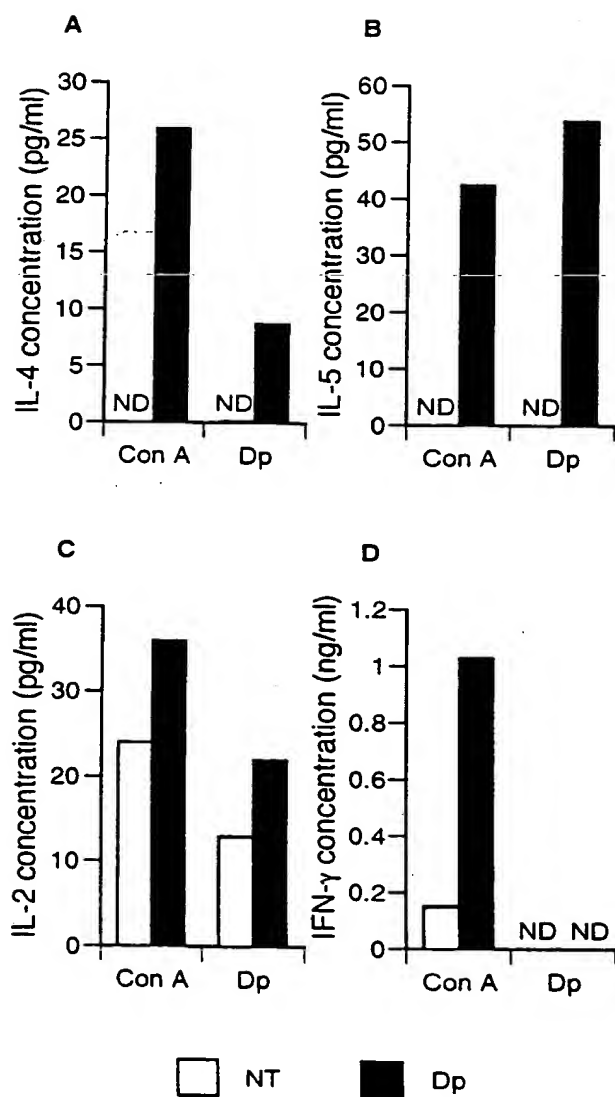 A
IL-4 concentration (pg/ml)
30
25
20
15
10
5
0
ND
ND
Con A
Dp
B
IL-5 concentration (pg/ml)
60
50
40
30
20
10
0
ND
ND
Con A
Dp
C
IL-2 concentration (pg/ml)
40
30
20
10
0
Con A
Dp
D
IFN-γ concentration (ng/ml)
1.2
1
0.8
0.6
0.4
0.2
0
ND ND
Con A
Dp
NT
Dp